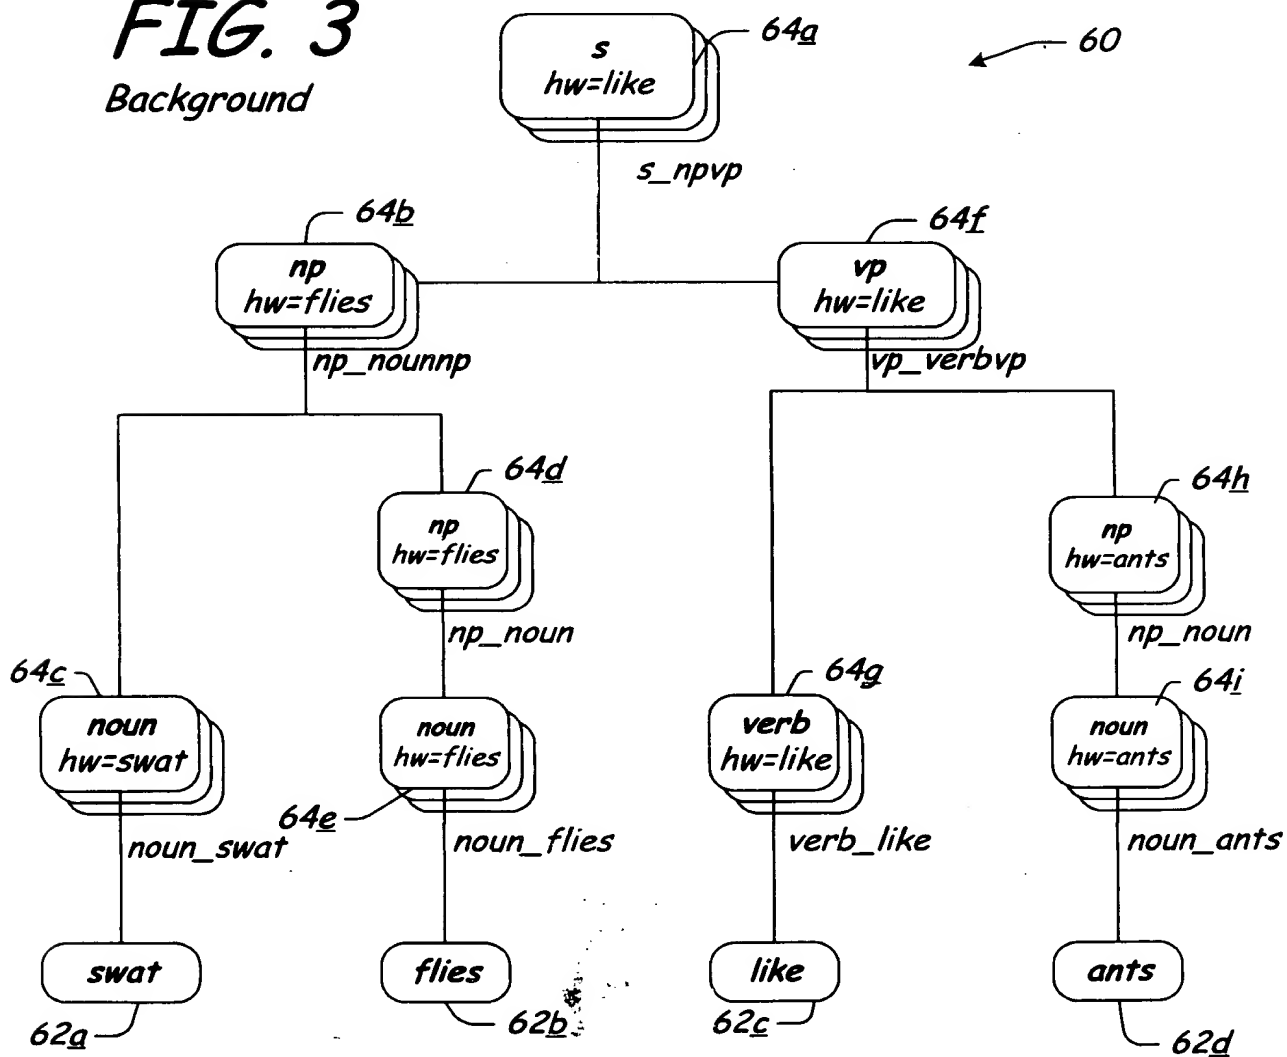 FIG. 3
Background
s
hw=like
64a
60
s_npvp
64b
np
hw=flies
np_nounnp
64f
vp
hw=like
vp_verbvp
64d
np
hw=flies
np_noun
64h
np
hw=ants
np_noun
64c
noun
hw=swat
noun_swat
64e
noun
hw=flies
noun_flies
64g
verb
hw=like
verb_like
64i
noun
hw=ants
noun_ants
swat
62a
flies
62b
like
62c
ants
62d